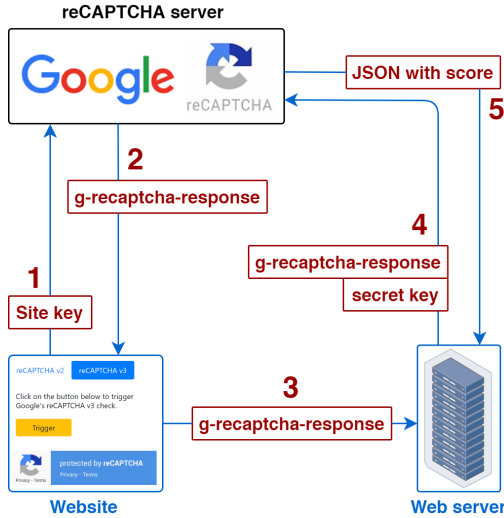 reCAPTCHA server
Google
reCAPTCHA
JSON with score
5
2
g-recaptcha-response
4
g-recaptcha-response
secret key
1
Site key
reCAPTCHA v2
reCAPTCHA v3
Click on the button below to trigger
Google's reCAPTCHA v3 check.
Trigger
protected by reCAPTCHA
Privacy - Terms
Privacy - Terms
3
g-recaptcha-response
Website
Web server